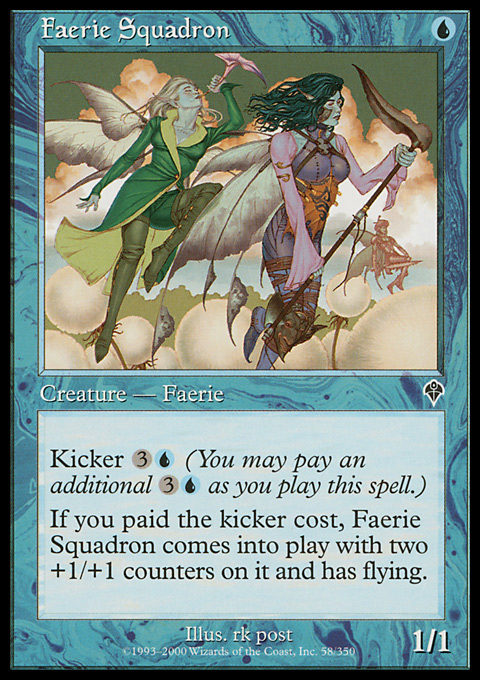 Faerie Squadron
Creature — Faerie
Kicker 3 (You may pay an
additional 3 as you play this spell.)
If you paid the kicker cost, Faerie
Squadron comes into play with two
+1/+1 counters on it and has flying.
Illus. rk post
1/1
©1993–2000 Wizards of the Coast, Inc. 58/350